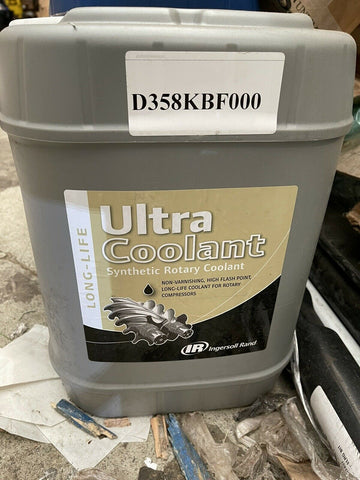 D358KBF000
LONG-LIFE
Ultra
Coolant
Synthetic Rotary Coolant
NON-VARNISHING, HIGH FLASH POINT,
LONG-LIFE COOLANT FOR ROTARY
COMPRESSORS
IR Ingersoll Rand